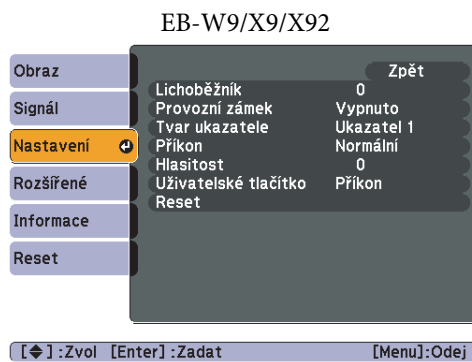 EB-W9/X9/X92
Obraz
Signál
Nastavení
Rozšířené
Informace
Reset
Zpět
Lichoběžník 0
Provozní zámek Vypnuto
Tvar ukazatele Ukazatel 1
Příkon Normální
Hlasitost 0
Uživatelské tlačítko Příkon
Reset
[◆] :Zvol [Enter] :Zadat [Menu]:Odej